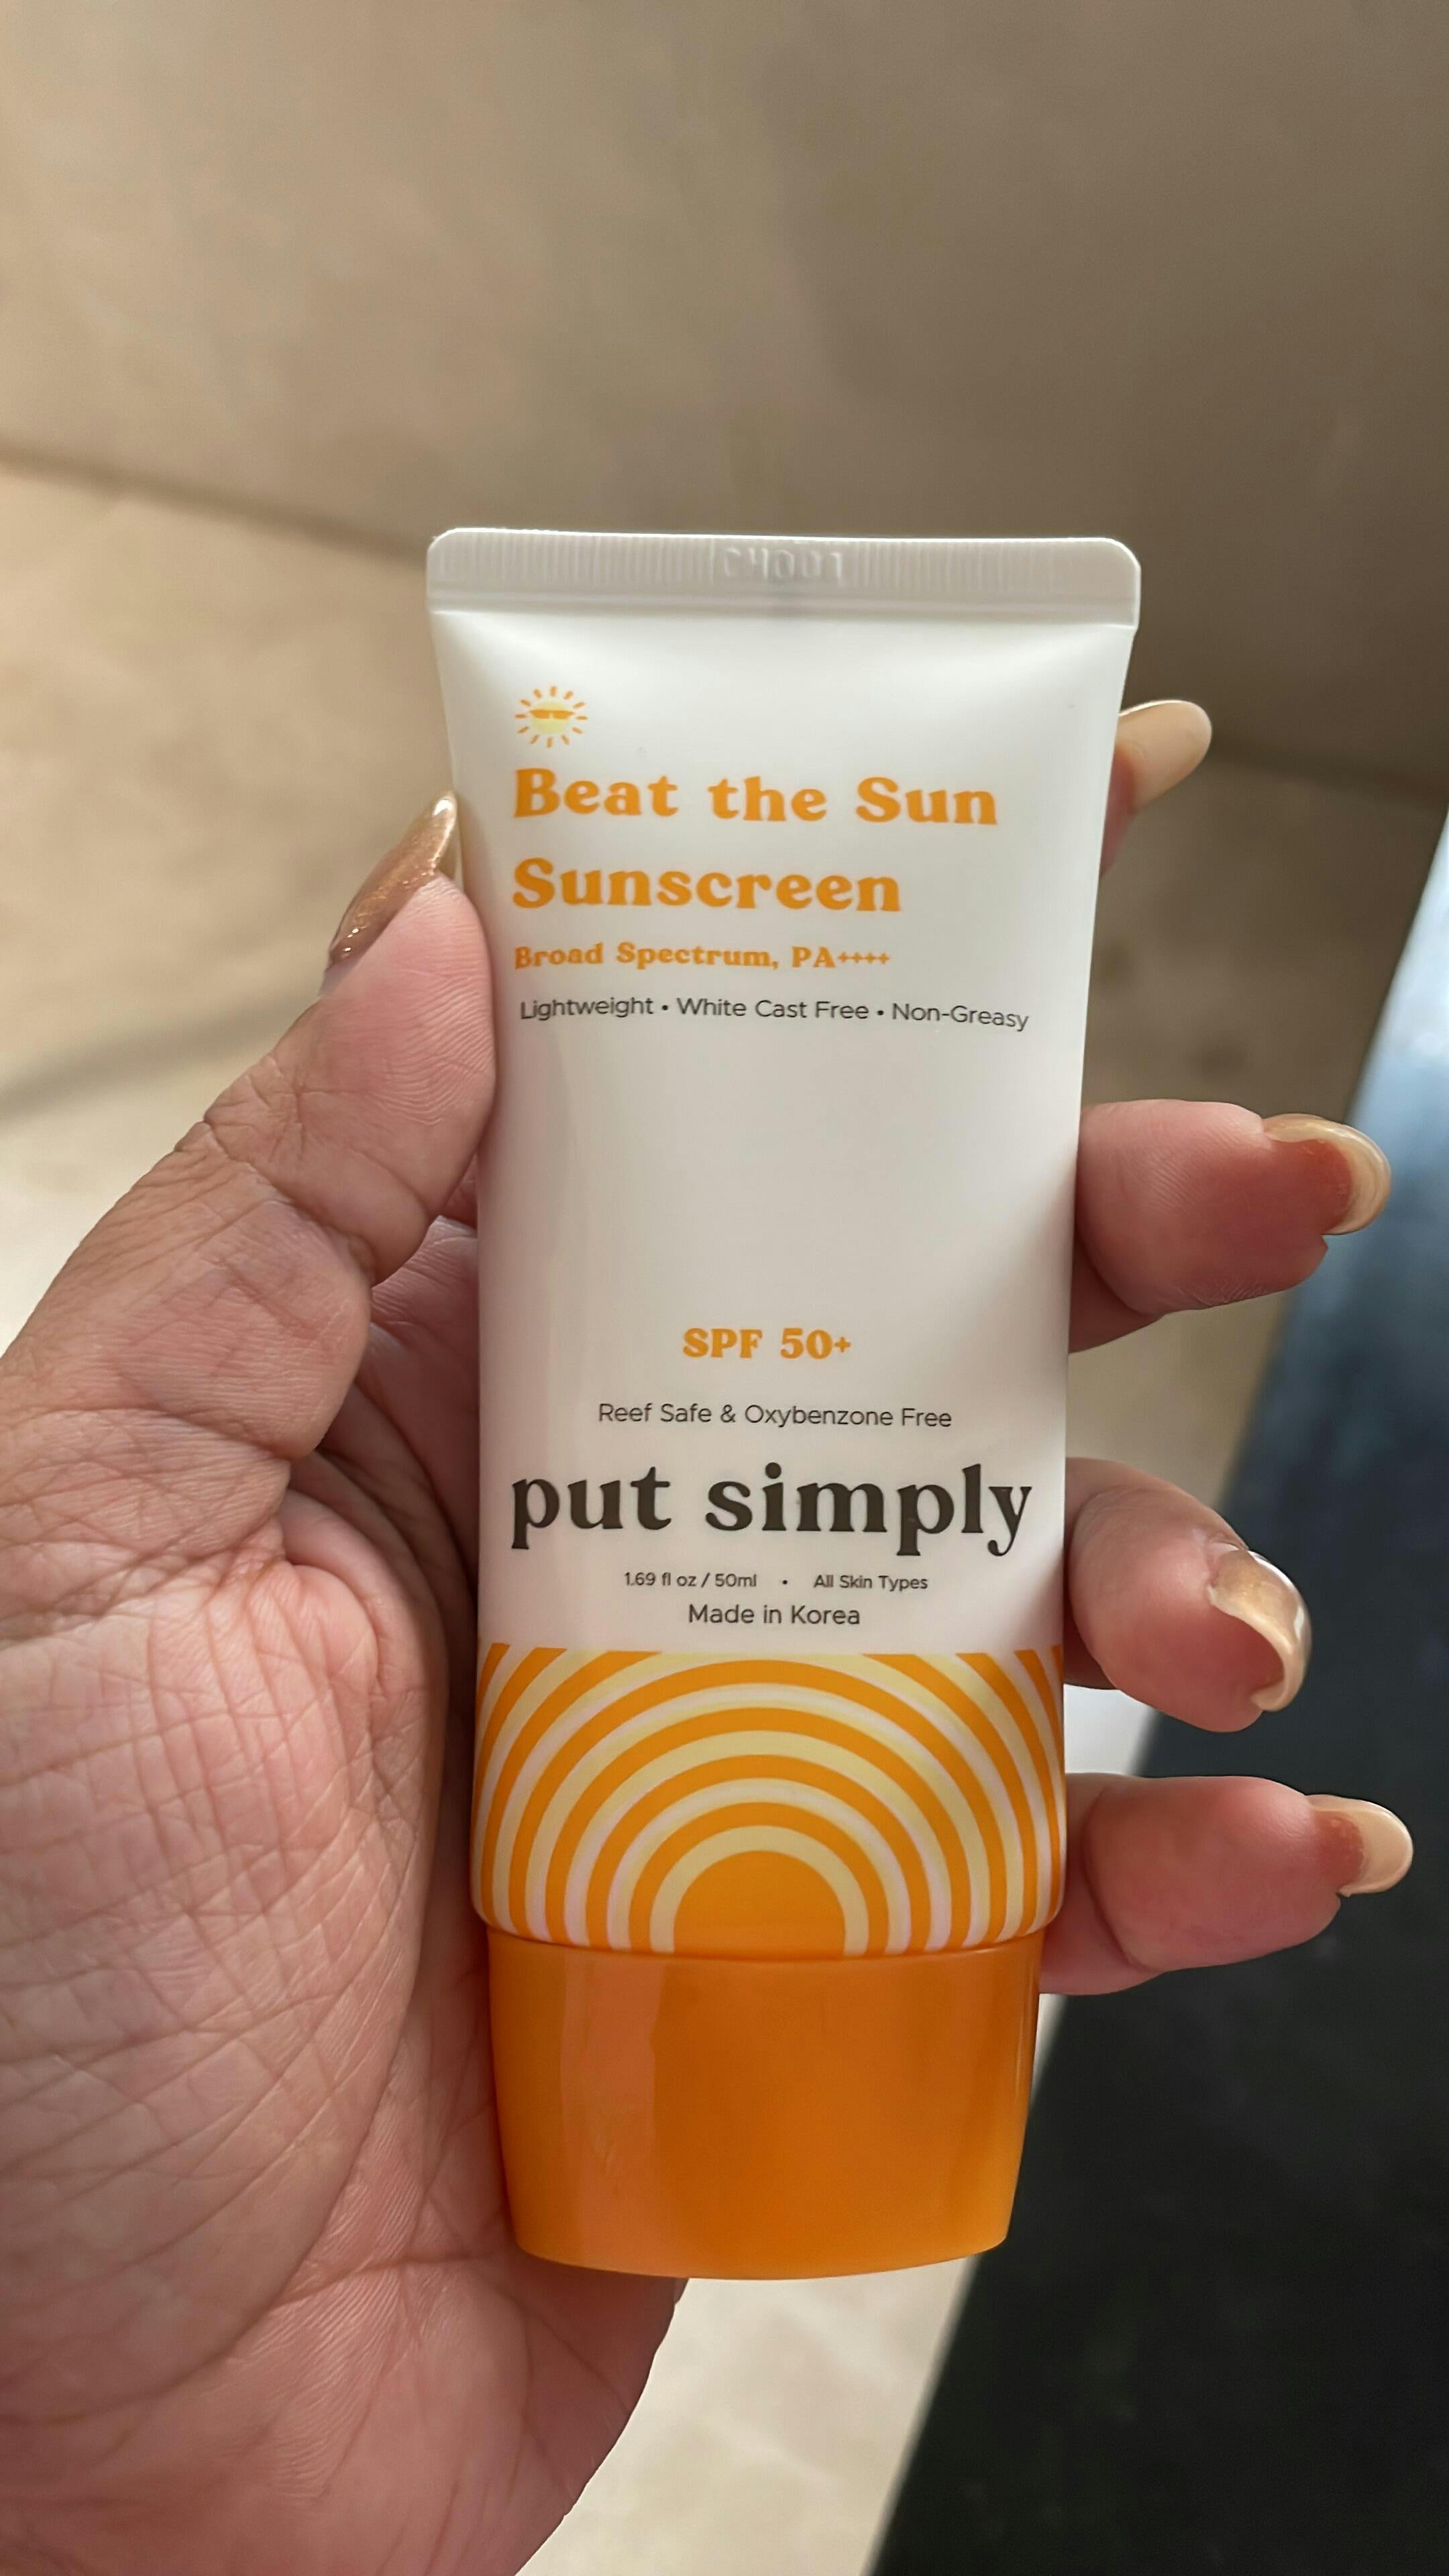 Beat the Sun
Sunscreen
Broad Spectrum, PA++++
Lightweight • White Cast Free • Non-Greasy
SPF 50+
Reef Safe & Oxybenzone Free
put simply
1.69 fl oz / 50ml • All Skin Types
Made in Korea